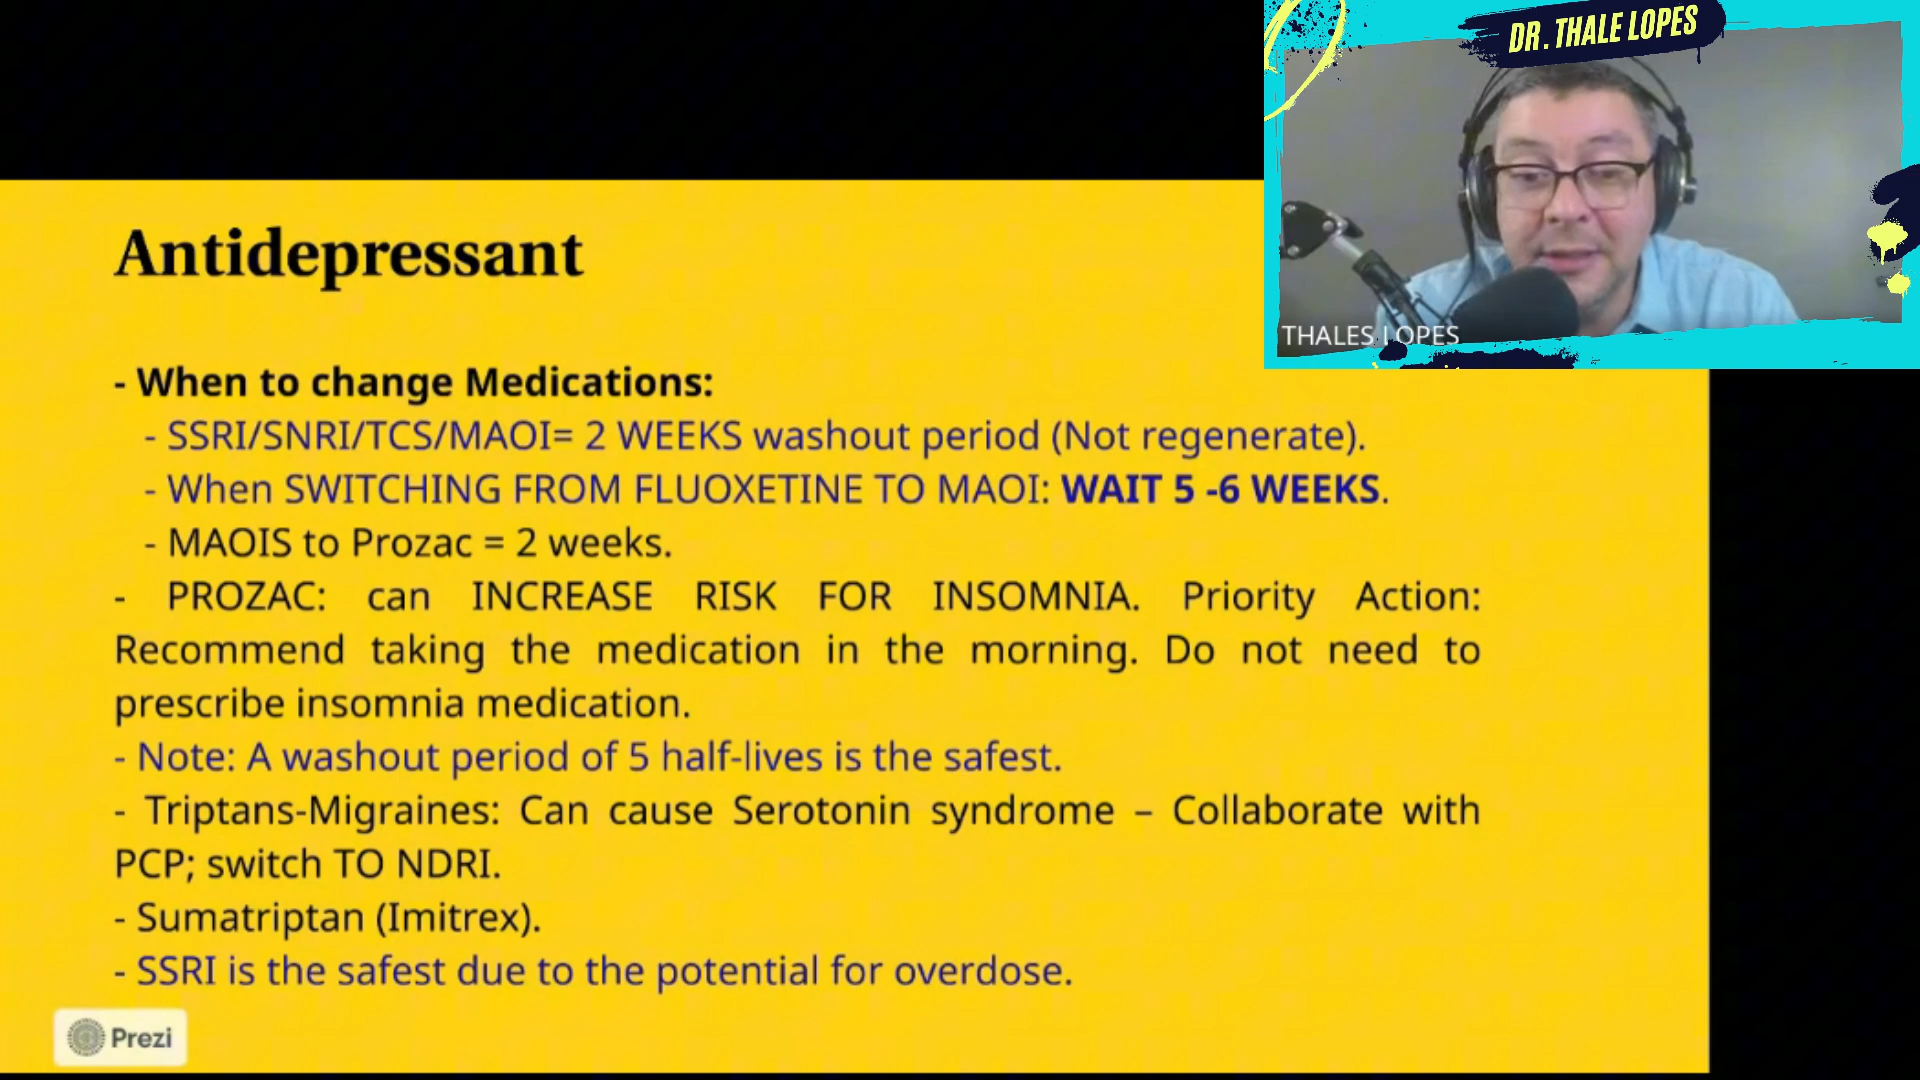 DR. THALE LOPES
THALES LOPES
Antidepressant
- When to change Medications:
- SSRI/SNRI/TCS/MAOI= 2 WEEKS washout period (Not regenerate).
- When SWITCHING FROM FLUOXETINE TO MAOI: WAIT 5 -6 WEEKS.
- MAOIS to Prozac = 2 weeks.
- PROZAC: can INCREASE RISK FOR INSOMNIA. Priority Action:
Recommend taking the medication in the morning. Do not need to
prescribe insomnia medication.
- Note: A washout period of 5 half-lives is the safest.
- Triptans-Migraines: Can cause Serotonin syndrome – Collaborate with
PCP; switch TO NDRI.
- Sumatriptan (Imitrex).
- SSRI is the safest due to the potential for overdose.
Prezi